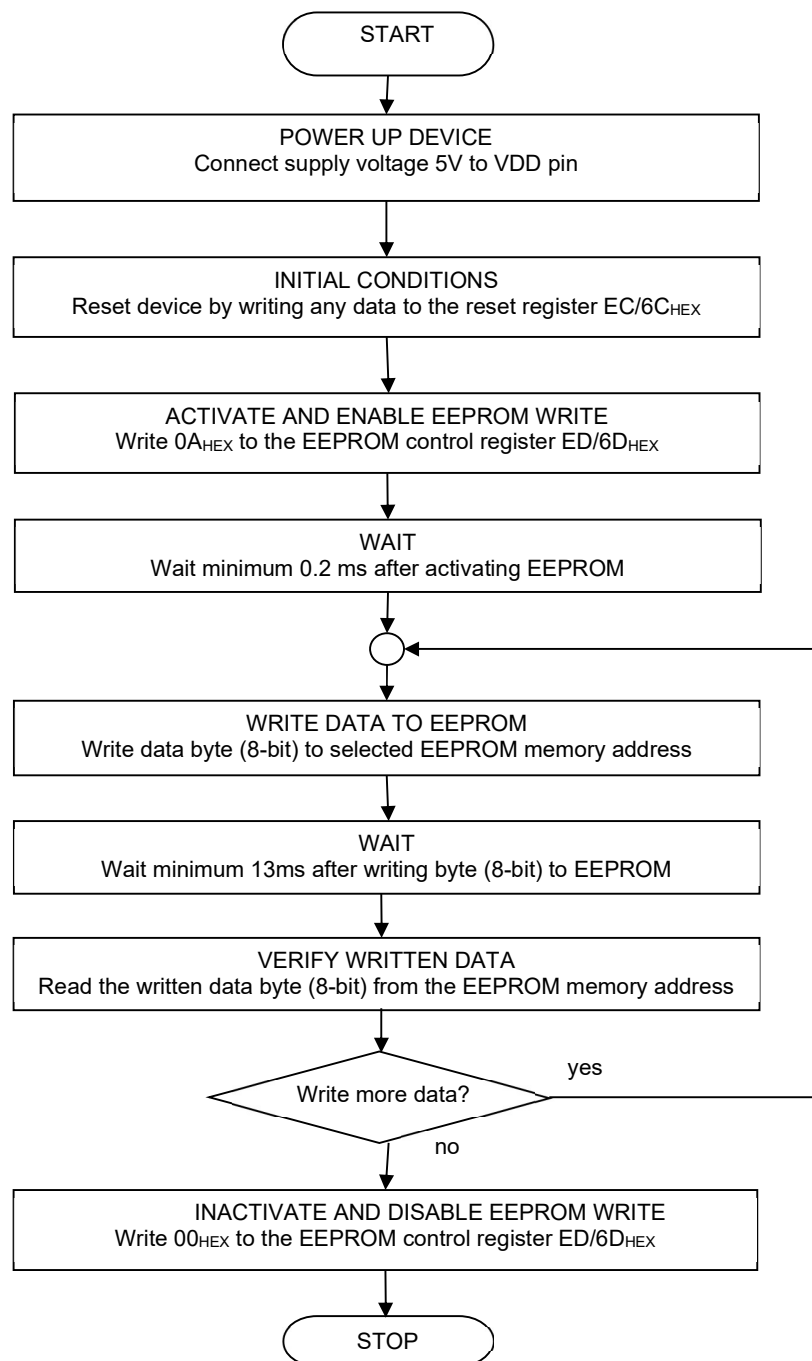 START
POWER UP DEVICE
Connect supply voltage 5V to VDD pin
INITIAL CONDITIONS
Reset device by writing any data to the reset register EC/6CHEX
ACTIVATE AND ENABLE EEPROM WRITE
Write 0AHEX to the EEPROM control register ED/6DHEX
WAIT
Wait minimum 0.2 ms after activating EEPROM
WRITE DATA TO EEPROM
Write data byte (8-bit) to selected EEPROM memory address
WAIT
Wait minimum 13ms after writing byte (8-bit) to EEPROM
VERIFY WRITTEN DATA
Read the written data byte (8-bit) from the EEPROM memory address
yes
Write more data?
no
INACTIVATE AND DISABLE EEPROM WRITE
Write 00HEX to the EEPROM control register ED/6DHEX
STOP